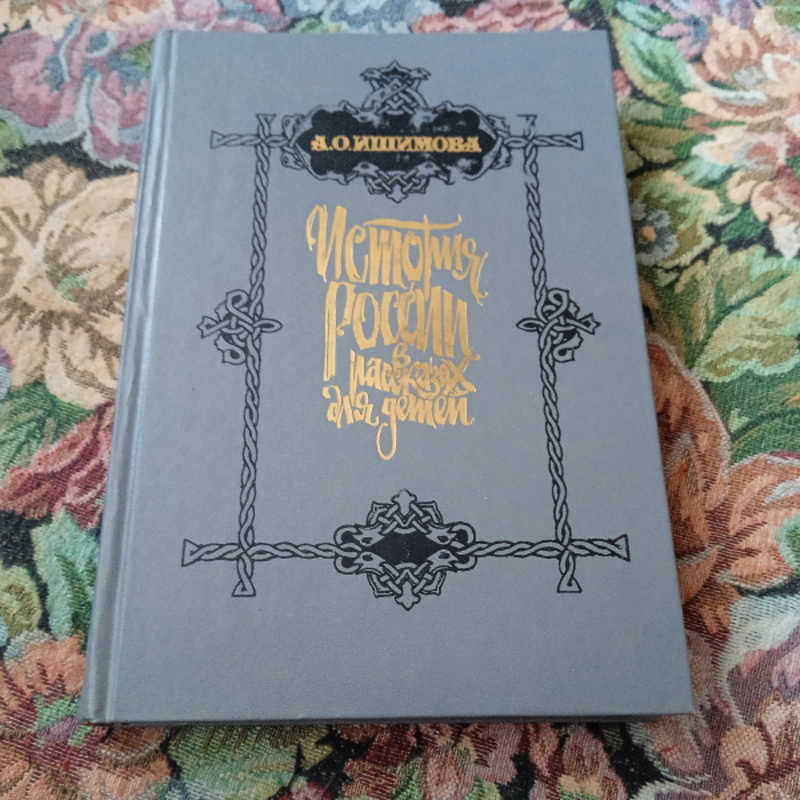 А.О.ИШИМОВА
История
России
в
рассказах
для детей